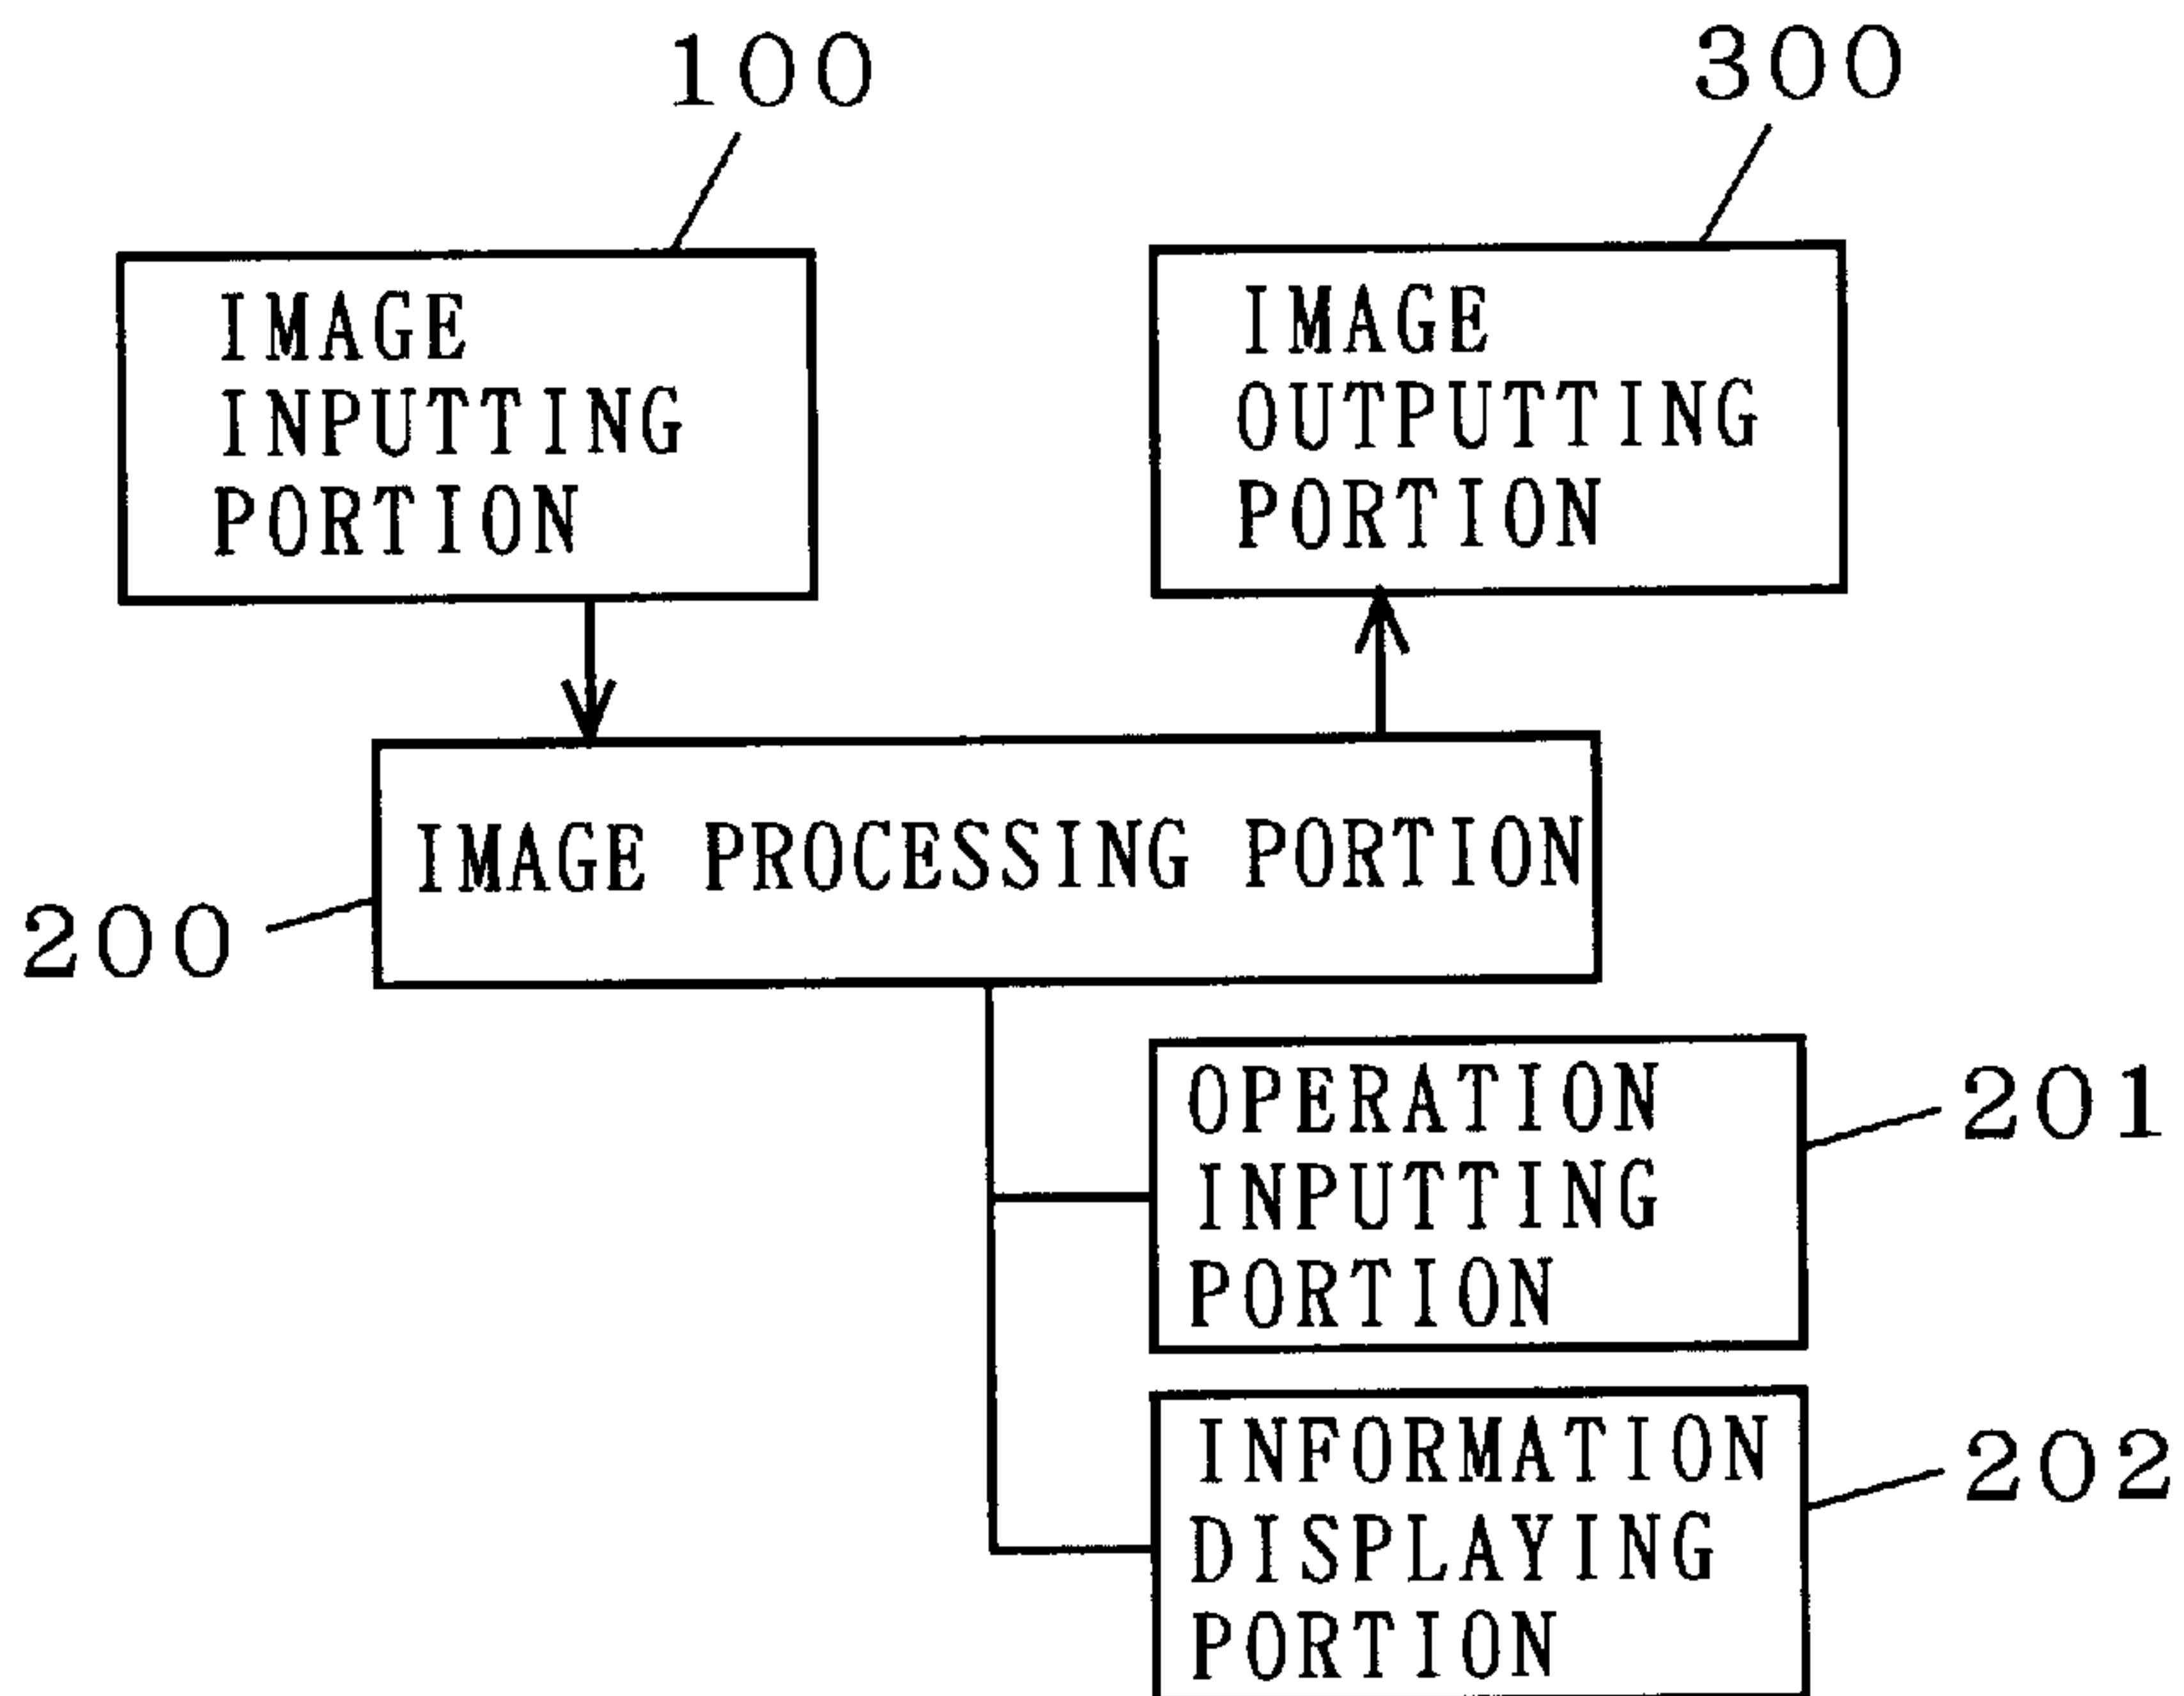 100
300
IMAGE
INPUTTING
PORTION
IMAGE
OUTPUTTING
PORTION
IMAGE PROCESSING PORTION
200
OPERATION
INPUTTING
PORTION
201
INFORMATION
DISPLAYING
PORTION
202